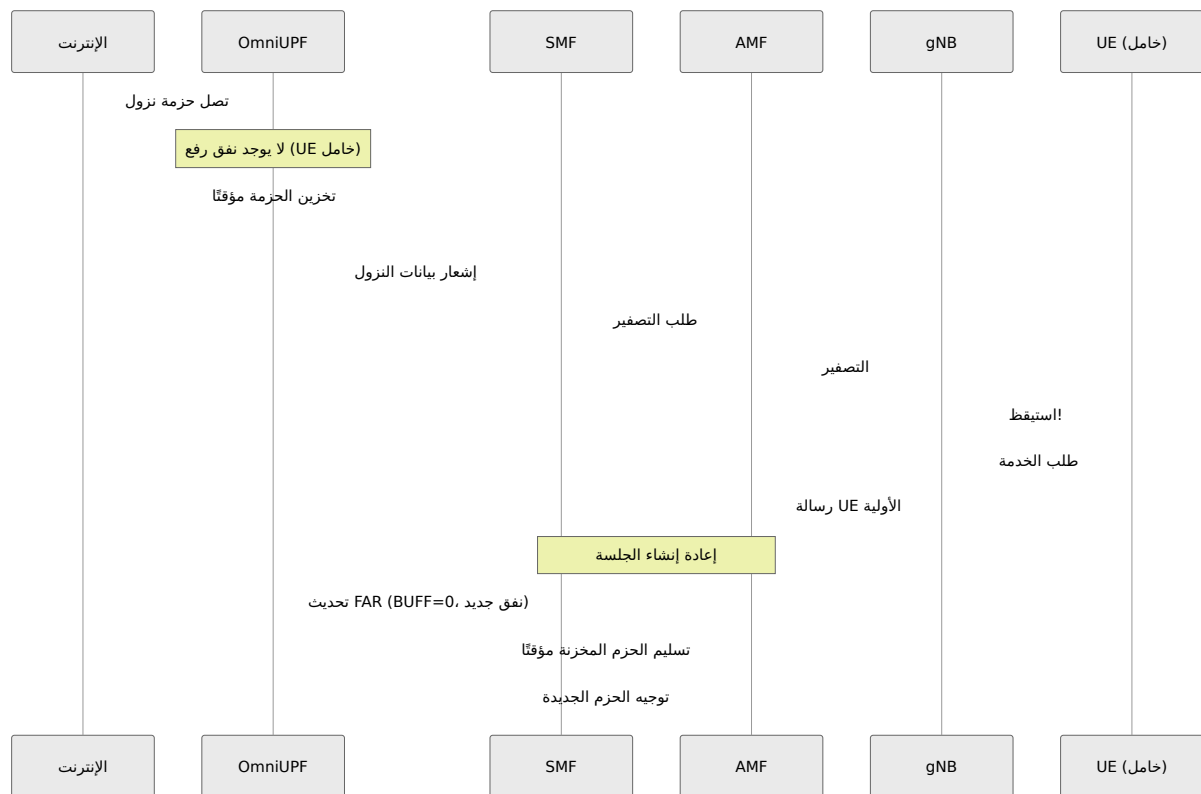 الإنترنت
OmniUPF
SMF
AMF
gNB
UE (خامل)
تصل حزمة نزول
لا يوجد نفق رفع (UE خامل)
تخزين الحزمة مؤقتًا
إشعار بيانات النزول
طلب التصفير
التصفير
استيقظ!
طلب الخدمة
رسالة UE الأولية
إعادة إنشاء الجلسة
تحديث FAR (BUFF=0، نفق جديد)
تسليم الحزم المخزنة مؤقتًا
توجيه الحزم الجديدة
الإنترنت
OmniUPF
SMF
AMF
gNB
UE (خامل)